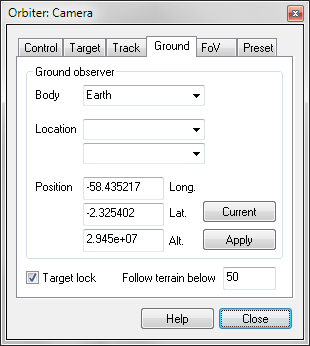 Orbiter: Camera
Control Target Track Ground FoV Preset
Ground observer
Body Earth
Location
Position -58.435217 Long.
-2.325402 Lat. Current
2.945e+07 Alt. Apply
Target lock Follow terrain below 50
Help Close